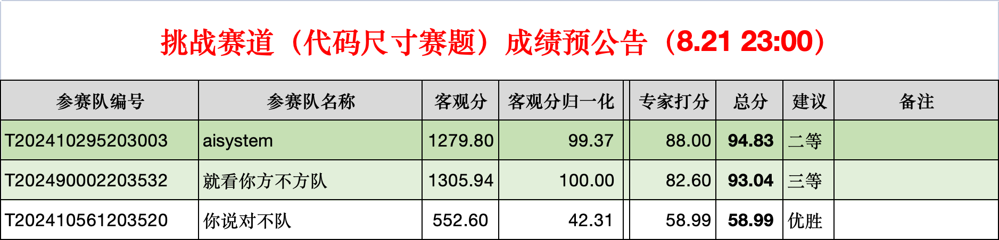 挑战赛道（代码尺寸赛题）成绩预公告（8.21 23:00）
参赛队编号 参赛队名称 客观分 客观分归一化 专家打分 总分 建议 备注
T202410295203003 aisystem 1279.80 99.37 88.00 94.83 二等
T202490002203532 就看你方不方队 1305.94 100.00 82.60 93.04 三等
T202410561203520 你说对不队 552.60 42.31 58.99 58.99 优胜